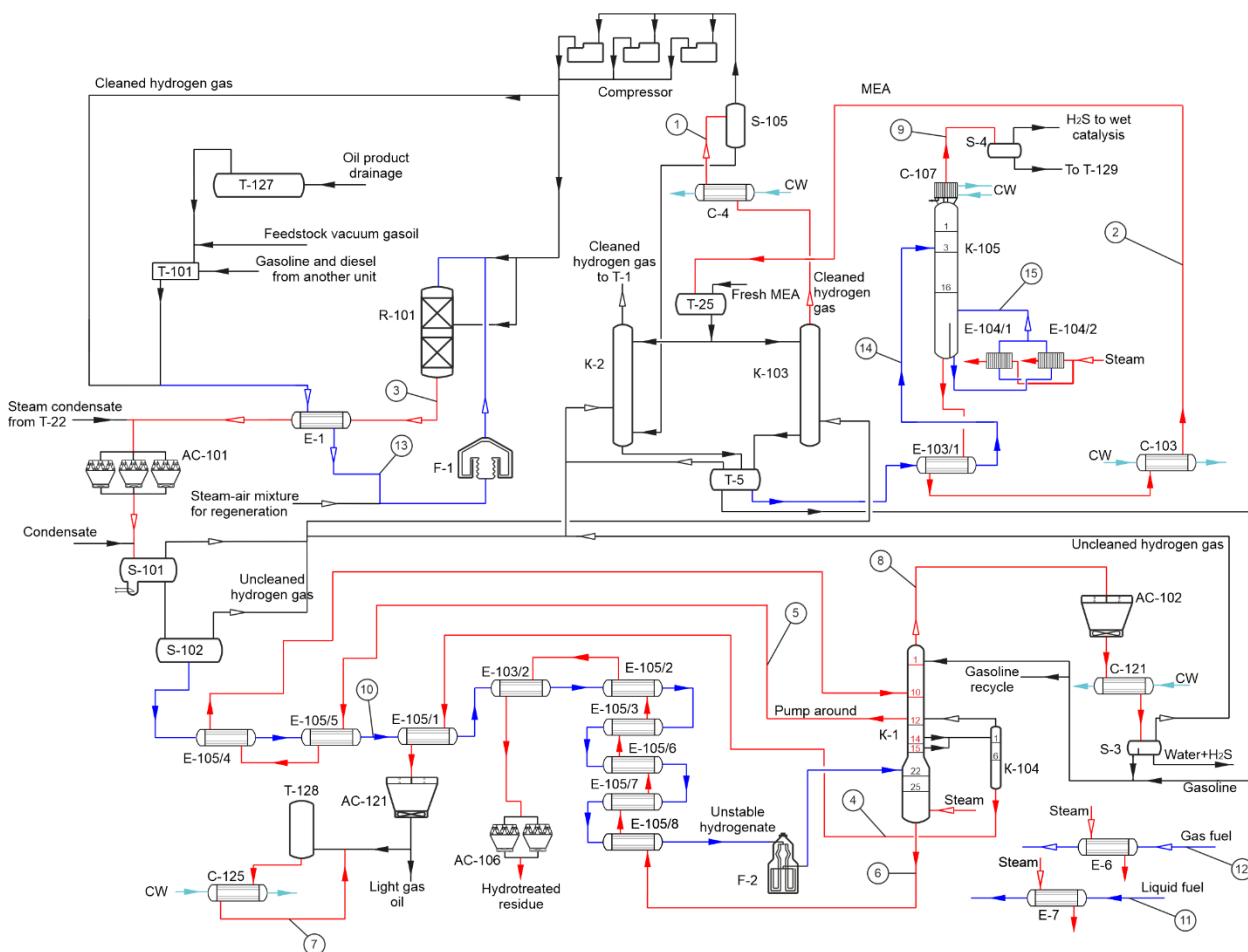 Cleaned hydrogen gas
Compressor
MEA
1
S-105
9
H2S to wet
catalysis
S-4
To T-129
Oil product
drainage
T-127
C-107
CW
CW
C-4
Feedstock vacuum gasoil
T-101
Gasoline and diesel
from another unit
1
3
16
K-105
2
Cleaned
hydrogen gas
to T-1
T-25
Fresh MEA
Cleaned
hydrogen
gas
15
R-101
E-104/1
E-104/2
Steam
14
K-2
K-103
3
Steam condensate
from T-22
E-1
AC-101
13
F-1
E-103/1
C-103
CW
T-5
Steam-air mixture
for regeneration
Condensate
S-101
Uncleaned
hydrogen gas
Uncleaned
hydrogen gas
8
AC-102
S-102
5
E-103/2
E-105/2
1
10
Gasoline
recycle
C-121
CW
10
E-105/3
Pump around
12
E-105/4
E-105/5
E-105/1
K-1
14
15
1
6
K-104
S-3
Water+H2S
E-105/6
22
25
Gasoline
T-128
AC-121
E-105/7
Unstable
hydrogenate
Steam
4
E-105/8
Steam
Gas fuel
AC-106
F-2
6
E-6
12
C-125
CW
Light gas
oil
Hydrotreated
residue
Steam
Liquid fuel
E-7
11
7